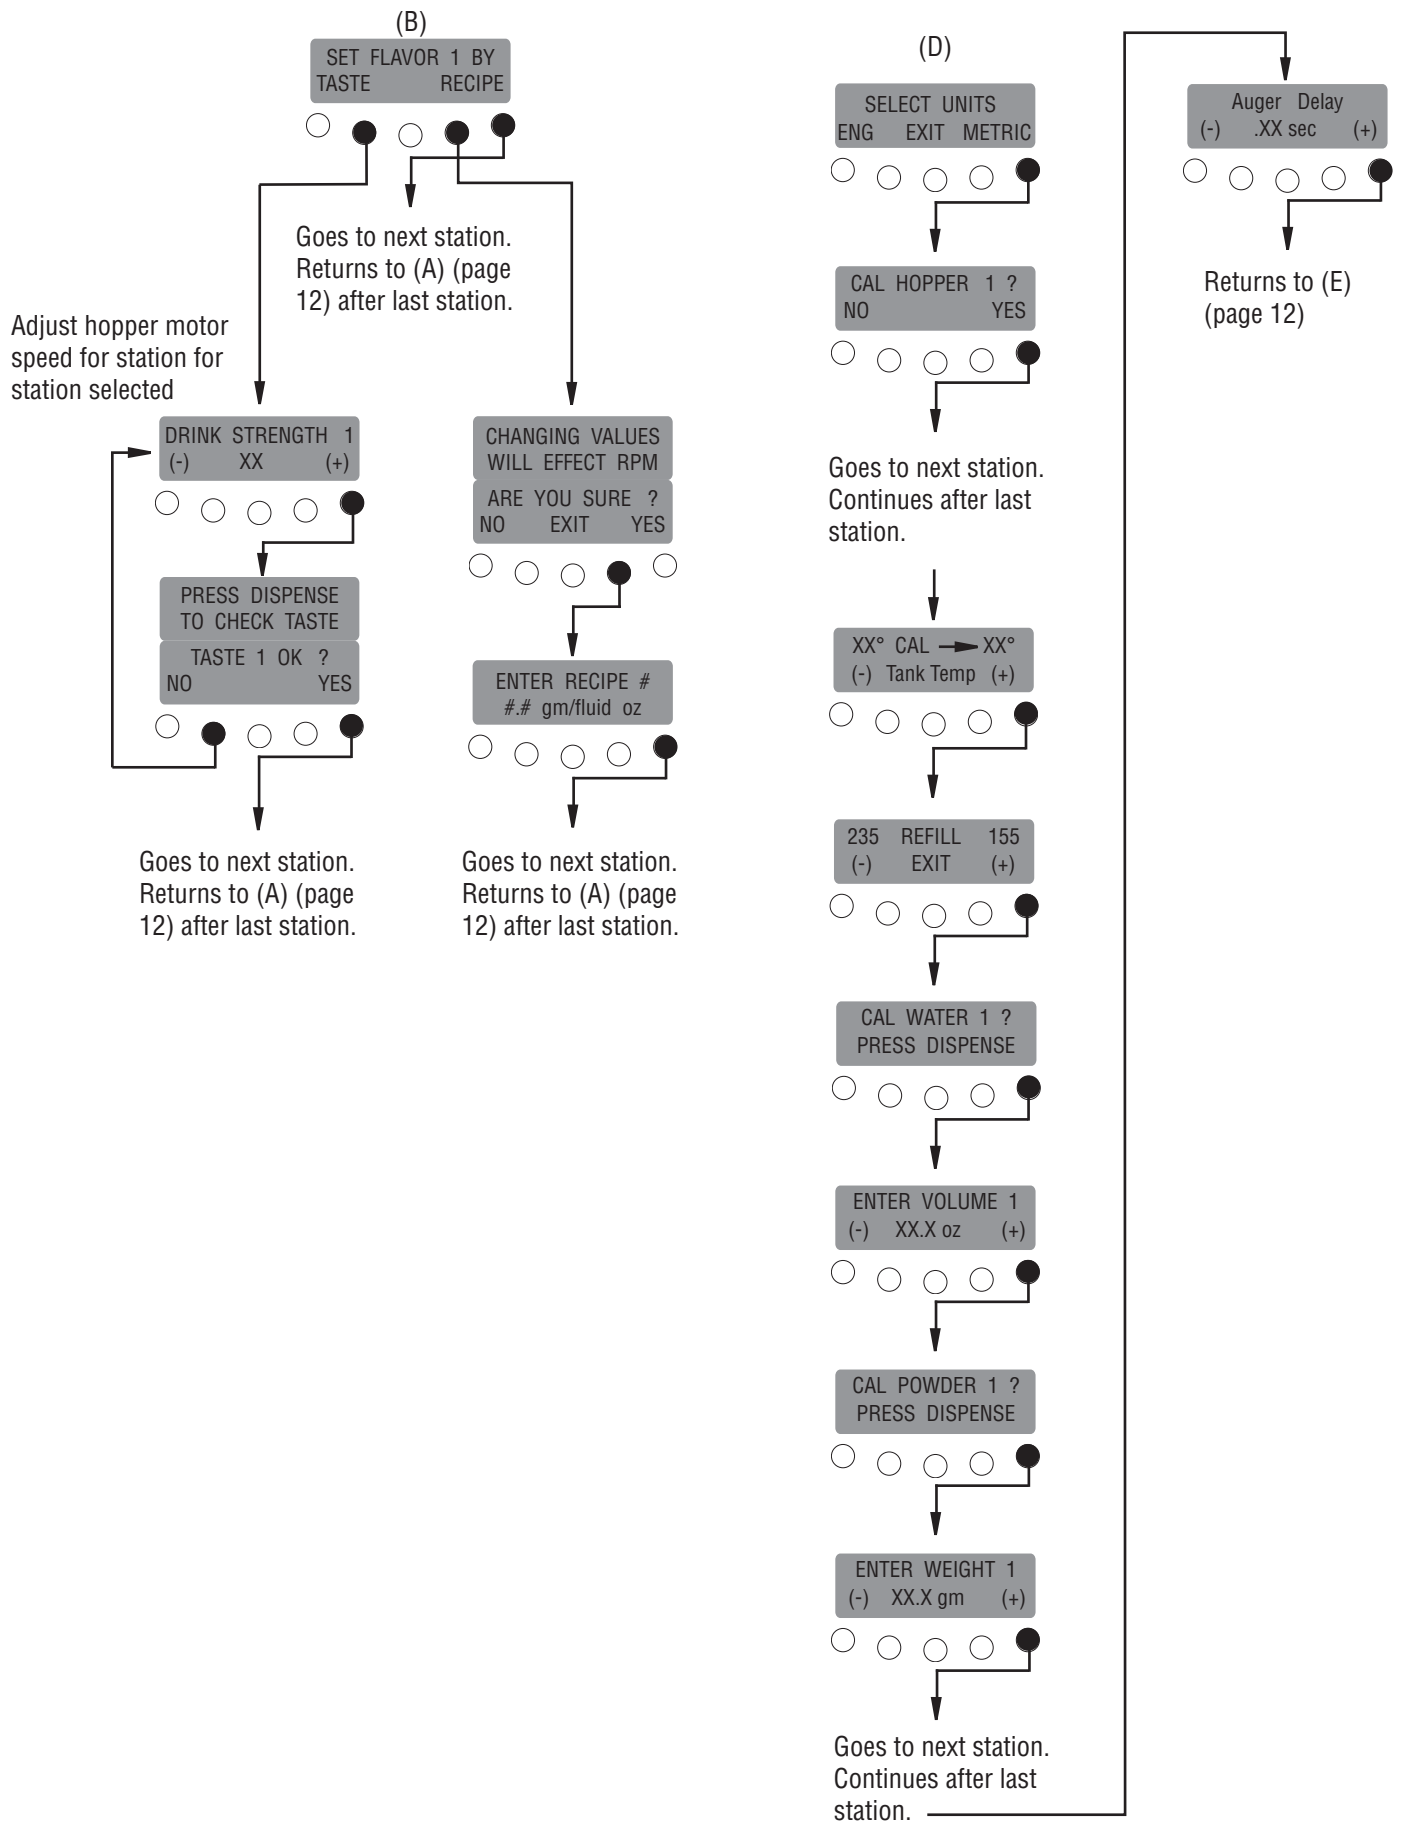 (B)
SET FLAVOR 1 BY
TASTE RECIPE
Goes to next station.
Returns to (A) (page
12) after last station.
Adjust hopper motor
speed for station for
station selected
DRINK STRENGTH 1
(-) XX (+)
PRESS DISPENSE
TO CHECK TASTE
TASTE 1 OK ?
NO YES
Goes to next station.
Returns to (A) (page
12) after last station.
CHANGING VALUES
WILL EFFECT RPM
ARE YOU SURE ?
NO EXIT YES
ENTER RECIPE #
#.# gm/fluid oz
Goes to next station.
Returns to (A) (page
12) after last station.
(D)
SELECT UNITS
ENG EXIT METRIC
CAL HOPPER 1 ?
NO YES
Goes to next station.
Continues after last
station.
XX° CAL XX°
(-) Tank Temp (+)
235 REFILL 155
(-) EXIT (+)
CAL WATER 1 ?
PRESS DISPENSE
ENTER VOLUME 1
(-) XX.X oz (+)
CAL POWDER 1 ?
PRESS DISPENSE
ENTER WEIGHT 1
(-) XX.X gm (+)
Goes to next station.
Continues after last
station.
Auger Delay
(-) .XX sec (+)
Returns to (E)
(page 12)